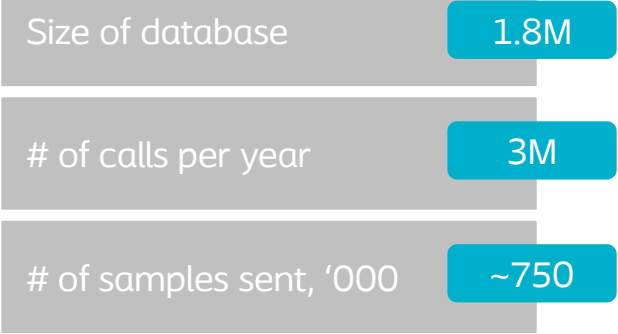 Size of database
1.8M
# of calls per year
3M
# of samples sent, ‘000
~750